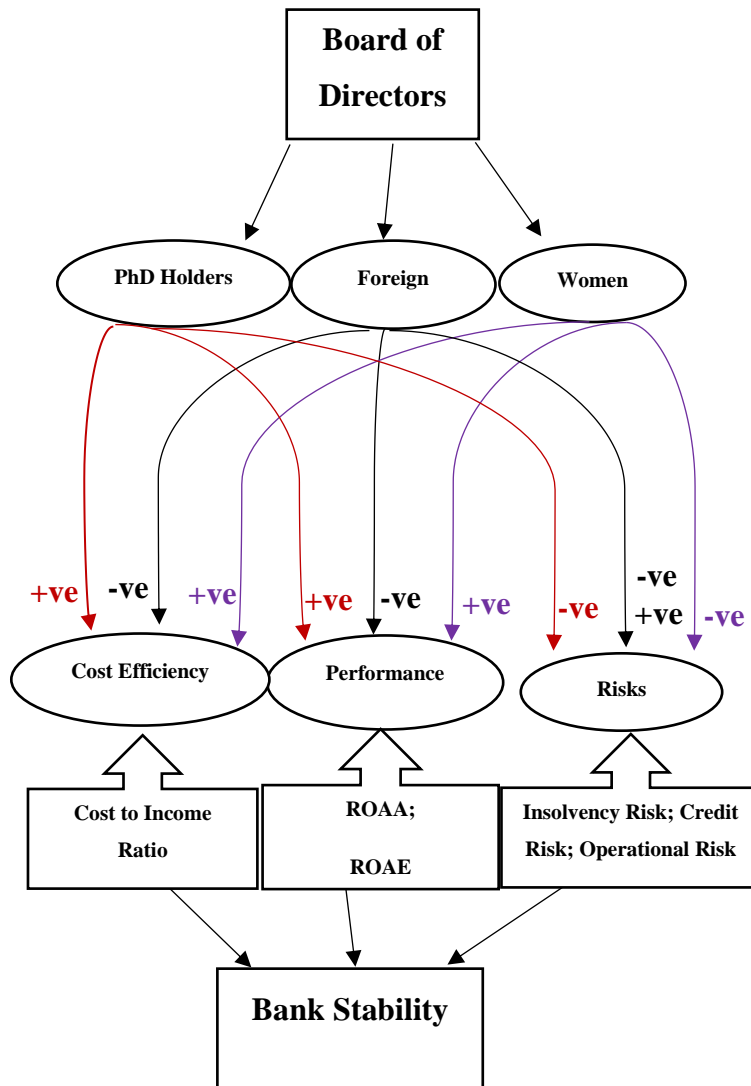 Board of
Directors
PhD Holders
Foreign
Women
+ve
-ve
+ve
+ve
-ve
+ve
-ve
-ve
+ve
-ve
Cost Efficiency
Performance
Risks
Cost to Income
Ratio
ROAA;
ROAE
Insolvency Risk; Credit
Risk; Operational Risk
Bank Stability